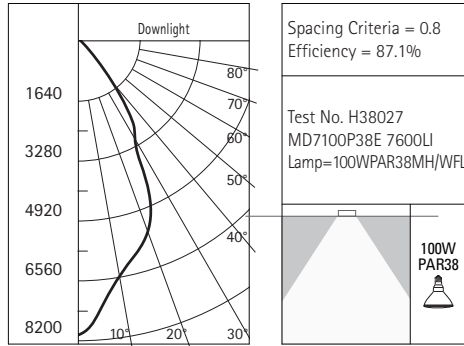 Downlight
1640
3280
4920
6560
8200
80°
70°
60°
50°
40°
10°
20°
30°
Spacing Criteria = 0.8
Efficiency = 87.1%
Test No. H38027
MD7100P38E 7600LI
Lamp=100WPAR38MH/WFL
100W
PAR38